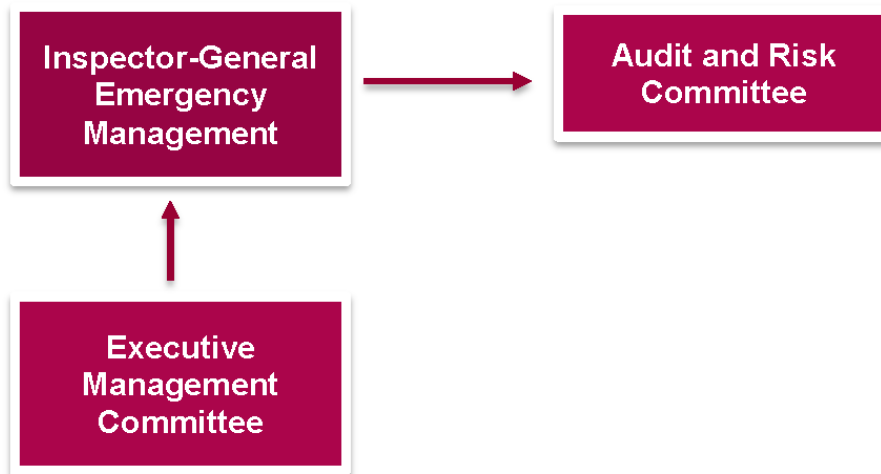 Inspector-General
Emergency
Management
Audit and Risk
Committee
Executive
Management
Committee